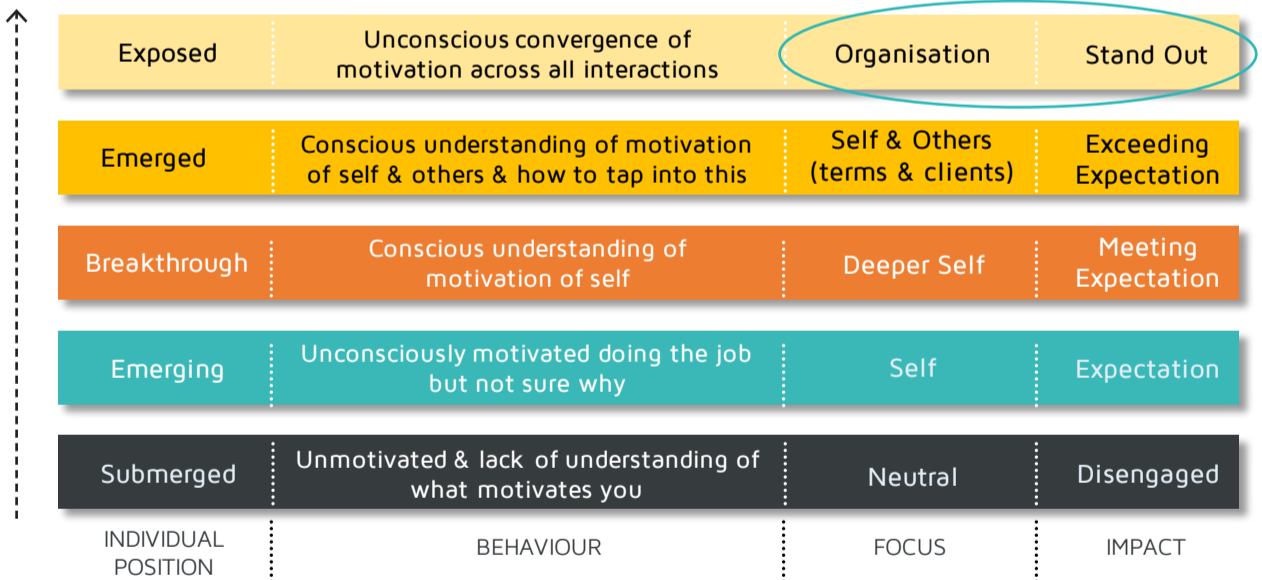 Exposed
Unconscious convergence of
motivation across all interactions
Organisation
Stand Out
Emerged
Conscious understanding of motivation
of self & others & how to tap into this
Self & Others
(terms & clients)
Exceeding
Expectation
Breakthrough
Conscious understanding of
motivation of self
Deeper Self
Meeting
Expectation
Emerging
Unconsciously motivated doing the job
but not sure why
Self
Expectation
Submerged
Unmotivated & lack of understanding of
what motivates you
Neutral
Disengaged
INDIVIDUAL
POSITION
BEHAVIOUR
FOCUS
IMPACT